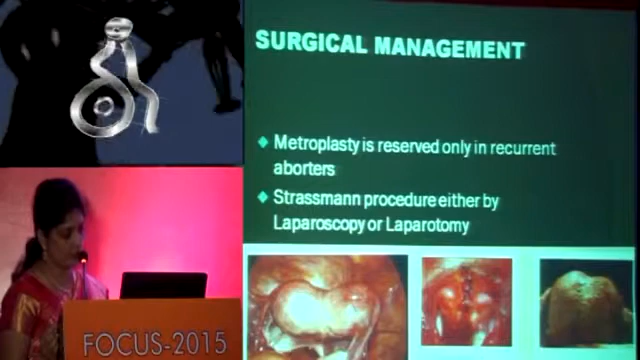 SURGICAL MANAGEMENT
Metroplasty is reserved only in recurrent
aborters
Strassmann procedure either by
Laparoscopy or Laparotomy
FOCUS-2015